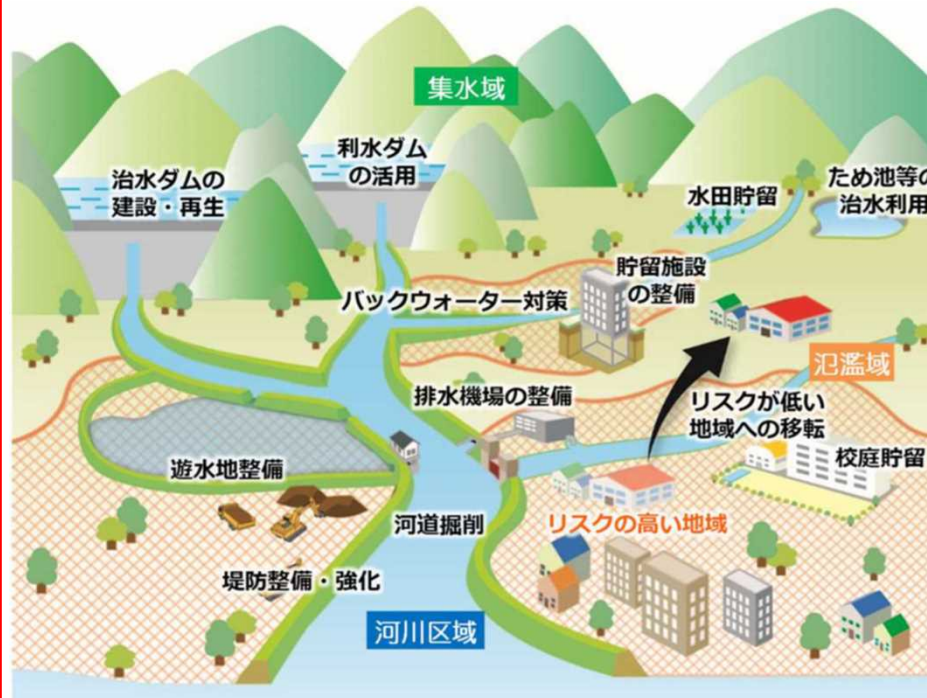 集水域
利水ダム
の活用
治水ダムの
建設・再生
水田貯留
ため池等の
治水利用
貯留施設
の整備
バックウォーター対策
氾濫域
排水機場の整備
リスクが低い
地域への移転
校庭貯留
遊水地整備
河道掘削
リスクの高い地域
堤防整備・強化
河川区域